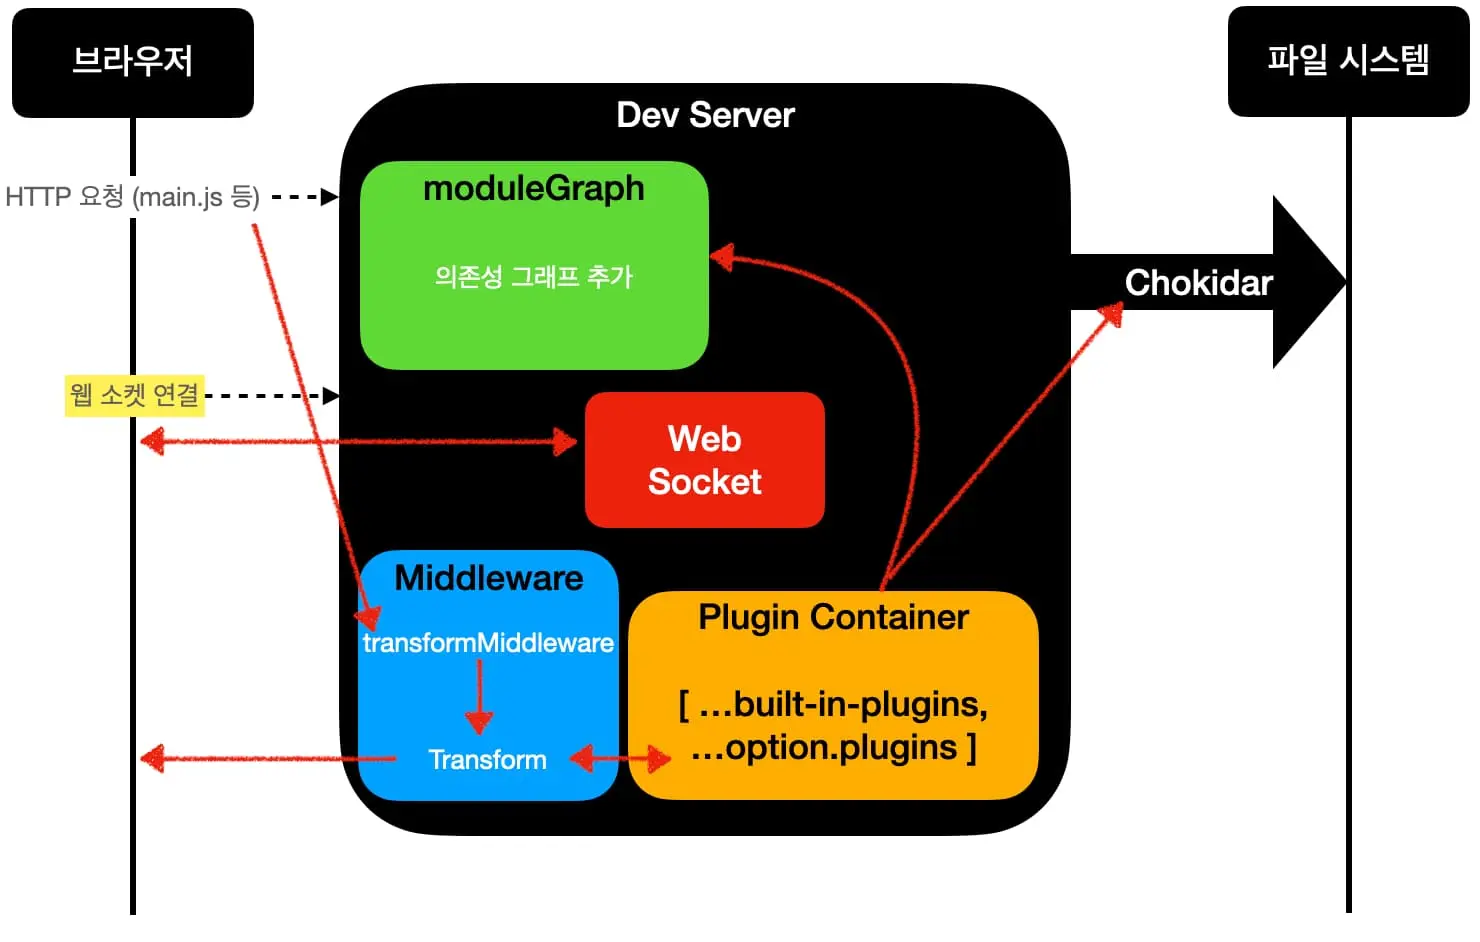 브라우저
파일 시스템
Dev Server
HTTP 요청 (main.js 등)
moduleGraph
의존성 그래프 추가
Chokidar
웹 소켓 연결
Web
Socket
Middleware
transformMiddleware
Transform
Plugin Container
[ ...built-in-plugins,
...option.plugins ]